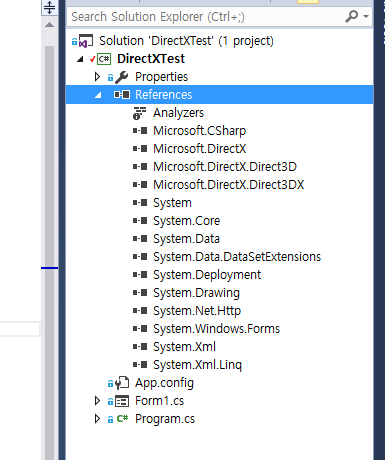 Search Solution Explorer (Ctrl+;)
Solution 'DirectXTest' (1 project)
C# DirectXTest
Properties
References
Analyzers
Microsoft.CSharp
Microsoft.DirectX
Microsoft.DirectX.Direct3D
Microsoft.DirectX.Direct3DX
System
System.Core
System.Data
System.Data.DataSetExtensions
System.Deployment
System.Drawing
System.Net.Http
System.Windows.Forms
System.Xml
System.Xml.Linq
App.config
Form1.cs
C# Program.cs